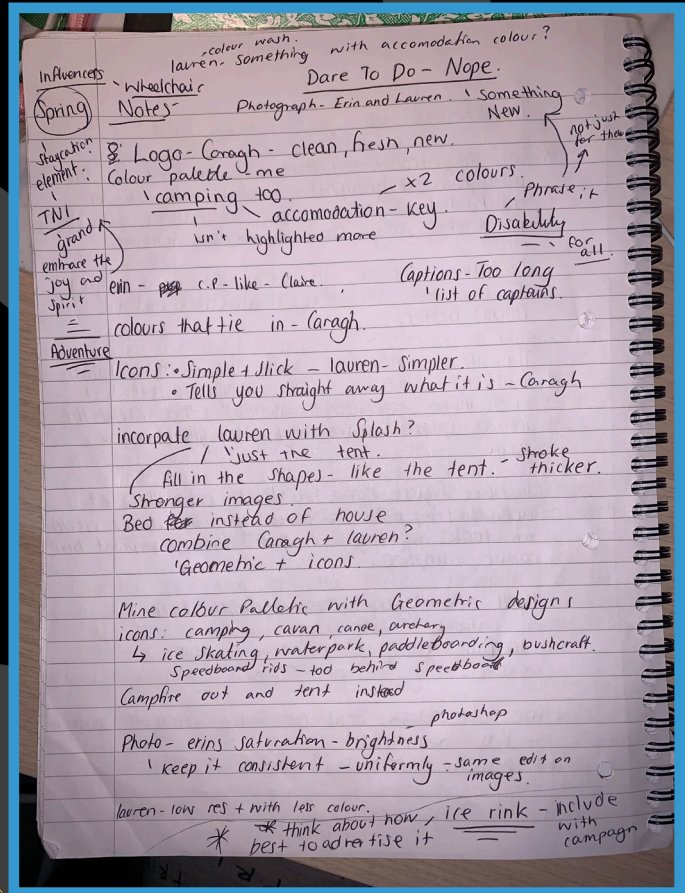 colour wash.
lauren- something with accomodation colour?
Influencers
Dare To Do - Nope.
Wheelchair
Spring
Notes-
Photograph- Erin and Lauren. ' Something
New.
not just
for them
Staycation
element:
Logo- Caragh - clean, fresh, new.
Colour palette - me
x2 colours.
TNI
' camping too.
accomodation - key.
Phrase it
isn't highlighted more
Disability
for
all.
grand
embrace the
joy and
spirit
erin - c.p - like - Claire.
Captions - Too long
' list of captains.
colours that tie in - Caragh.
Adventure
Icons: • Simple + slick - lauren- simpler.
• Tells you straight away what it is - Caragh
incorpate lauren with Splash?
' just the tent.
fill in the shapes - like the tent. - stroke
thicker.
Stronger images.
Bed instead of house
combine Caragh + lauren?
' Geometric + icons.
Mine colour Palletic with Geometric designs
icons: camping, cavan, canoe, archery
↳ ice skating, waterpark, paddleboarding, bushcraft.
Speedboard rids - too behind speedboat
Campfire out and tent instead
photoshop
Photo - erins saturation - brightness
' keep it consistent - uniformly - same edit on
images.
lauren- low res + with less colour.
* * think about how, ice rink - include
with
campagn
best to advertise it